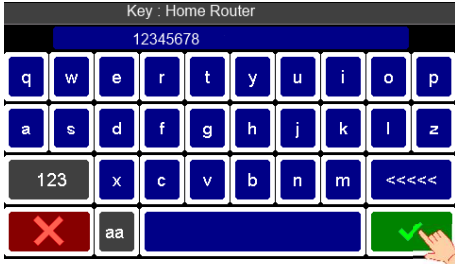 Key : Home Router
12345678
q w e r t y u i o p
a s d f g h j k l z
123 x c v b n m <<<<<
aa